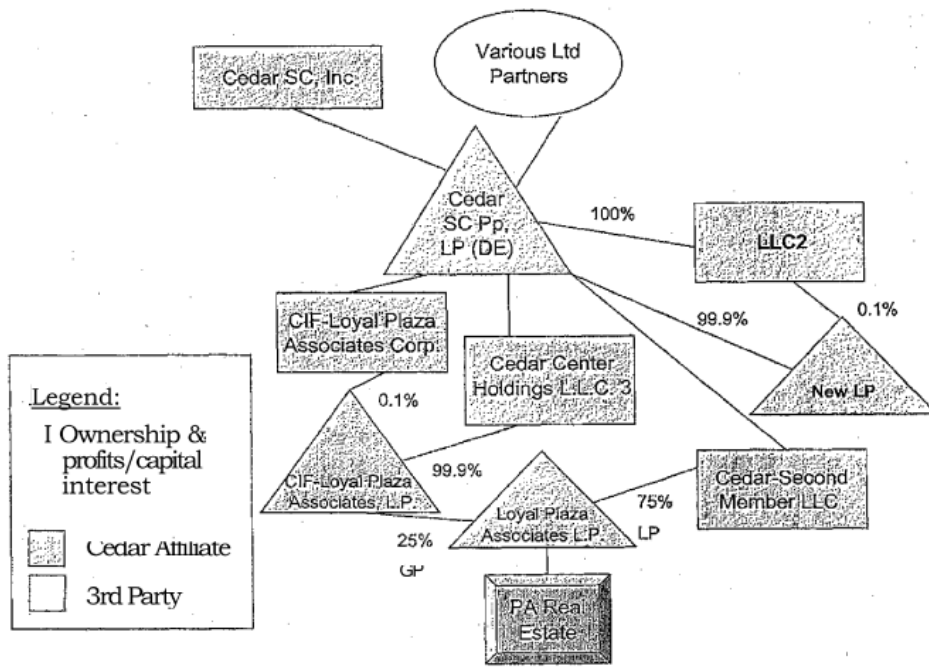 Various Ltd
Partners
Cedar SC, Inc.
Cedar
SC Pp,
LP (DE)
100%
LLC2
CIF-Loyal Plaza
Associates Corp.
99.9%
0.1%
Cedar Center
Holdings L.L.C. 3
New LP
Legend:
I Ownership &
profits/capital
interest
Cedar Affiliate
3rd Party
0.1%
CIF-Loyal Plaza
Associates, L.P.
99.9%
Loyal Plaza
Associates L.P.
75%
LP
Cedar-Second
Member LLC
25%
GP
PA Real
Estate